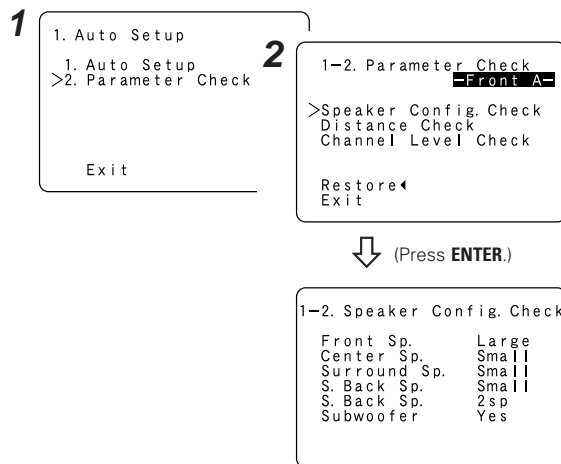 1
1. Auto Setup
1. Auto Setup
>2. Parameter Check
Exit
2
1-2. Parameter Check
-Front A-
>Speaker Config. Check
Distance Check
Channel Level Check
Restore◀
Exit
(Press ENTER.)
1-2. Speaker Config. Check
Front Sp. Large
Center Sp. Small
Surround Sp. Small
S. Back Sp. Small
S. Back Sp. 2sp
Subwoofer Yes